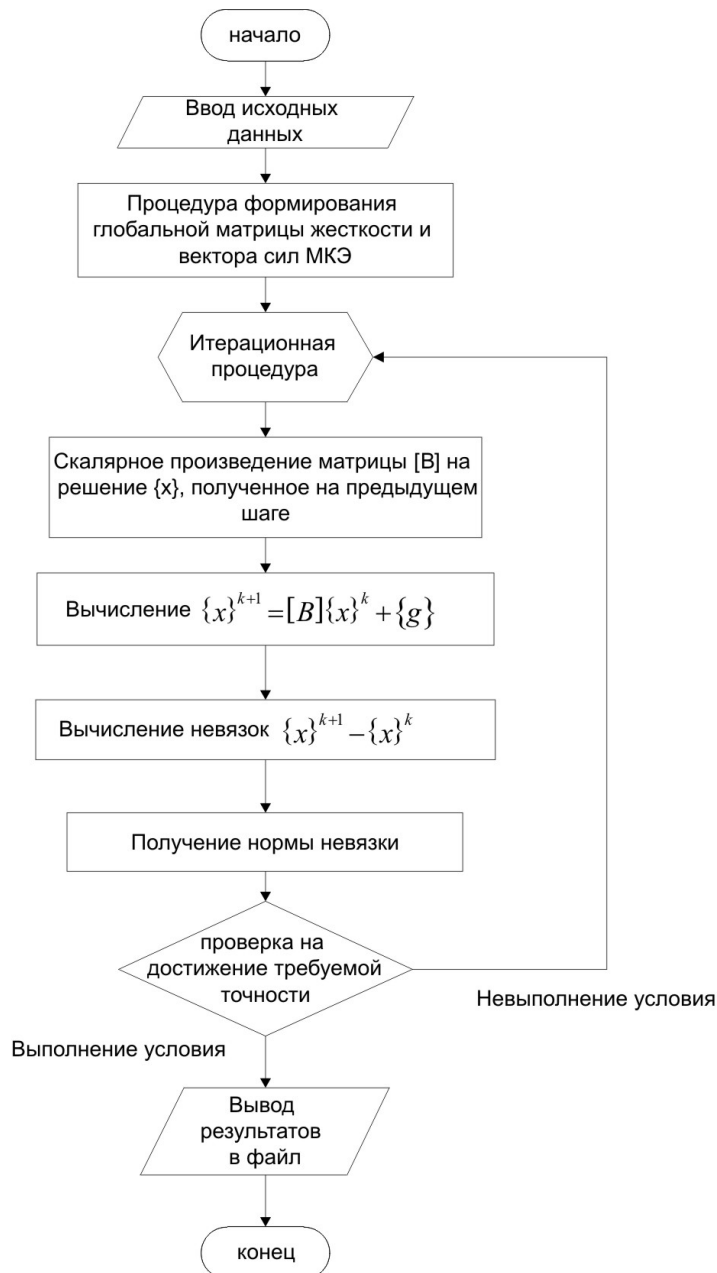 начало
Ввод исходных
данных
Процедура формирования
глобальной матрицы жесткости и
вектора сил МКЭ
Итерационная
процедура
Скалярное произведение матрицы [B] на
решение {x}, полученное на предыдущем
шаге
Вычисление {x}^{k+1}=[B]{x}^k+{g}
Вычисление невязок {x}^{k+1}−{x}^k
Получение нормы невязки
проверка на
достижение требуемой
точности
Невыполнение условия
Выполнение условия
Вывод
результатов
в файл
конец